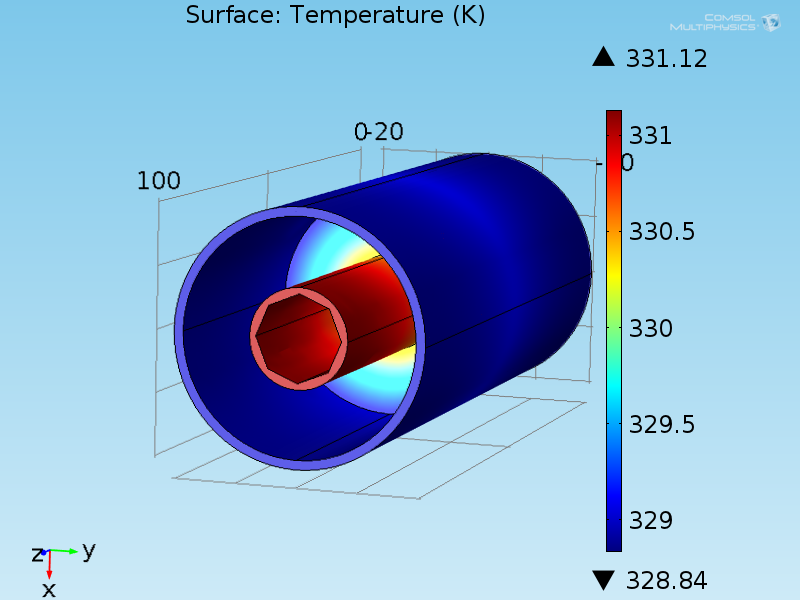 Surface: Temperature (K)
COMSOL
MULTIPHYSICS
▲ 331.12
0
-20
331
0
100
330.5
330
329.5
329
z y
x
▼ 328.84